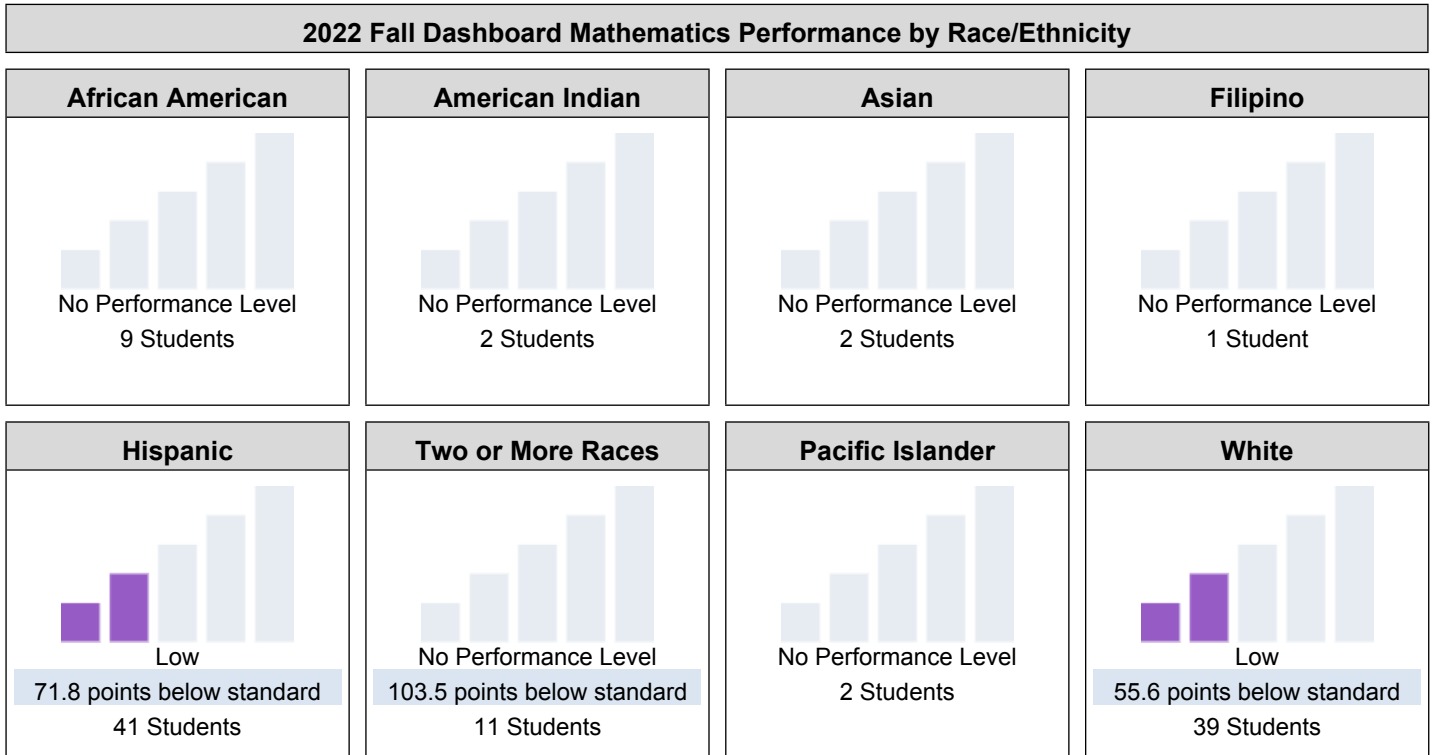 2022 Fall Dashboard Mathematics Performance by Race/Ethnicity
African American
No Performance Level
9 Students
American Indian
No Performance Level
2 Students
Asian
No Performance Level
2 Students
Filipino
No Performance Level
1 Student
Hispanic
Low
71.8 points below standard
41 Students
Two or More Races
No Performance Level
103.5 points below standard
11 Students
Pacific Islander
No Performance Level
2 Students
White
Low
55.6 points below standard
39 Students